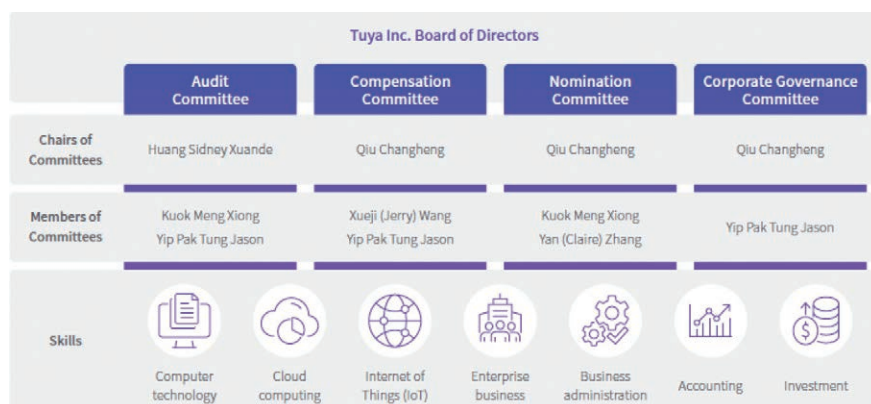 Tuya Inc. Board of Directors
Audit
Committee
Compensation
Committee
Nomination
Committee
Corporate Governance
Committee
Chairs of
Committees
Huang Sidney Xuande
Qiu Changheng
Qiu Changheng
Qiu Changheng
Members of
Committees
Kuok Meng Xiong
Yip Pak Tung Jason
Xueji (Jerry) Wang
Yip Pak Tung Jason
Kuok Meng Xiong
Yan (Claire) Zhang
Yip Pak Tung Jason
Skills
Computer
technology
Cloud
computing
Internet of
Things (IoT)
Enterprise
business
Business
administration
Accounting
Investment